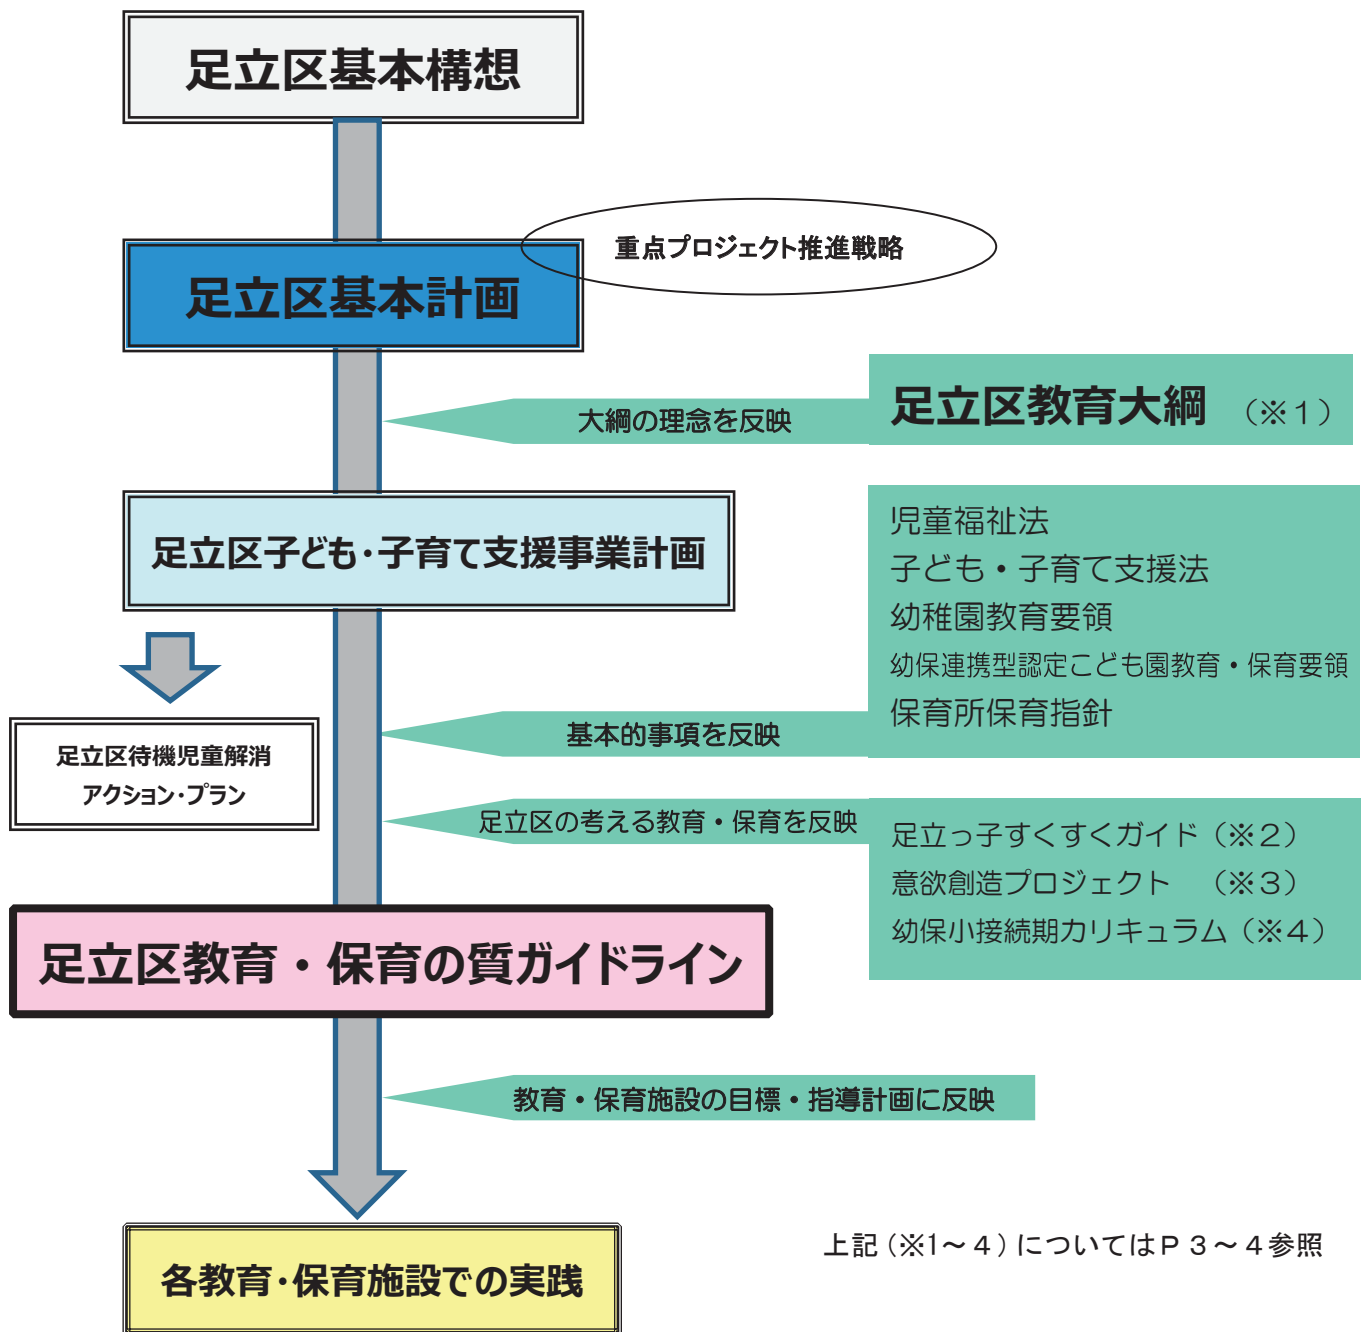 足立区基本構想
重点プロジェクト推進戦略
足立区基本計画
足立区教育大綱 （※１）
大綱の理念を反映
足立区子ども・子育て支援事業計画
児童福祉法
子ども・子育て支援法
幼稚園教育要領
幼保連携型認定こども園教育・保育要領
保育所保育指針
基本的事項を反映
足立区待機児童解消
アクション・プラン
足立区の考える教育・保育を反映
足立っ子すくすくガイド（※２）
意欲創造プロジェクト （※３）
幼保小接続期カリキュラム（※４）
足立区教育・保育の質ガイドライン
教育・保育施設の目標・指導計画に反映
上記（※1～４）についてはＰ３～４参照
各教育・保育施設での実践